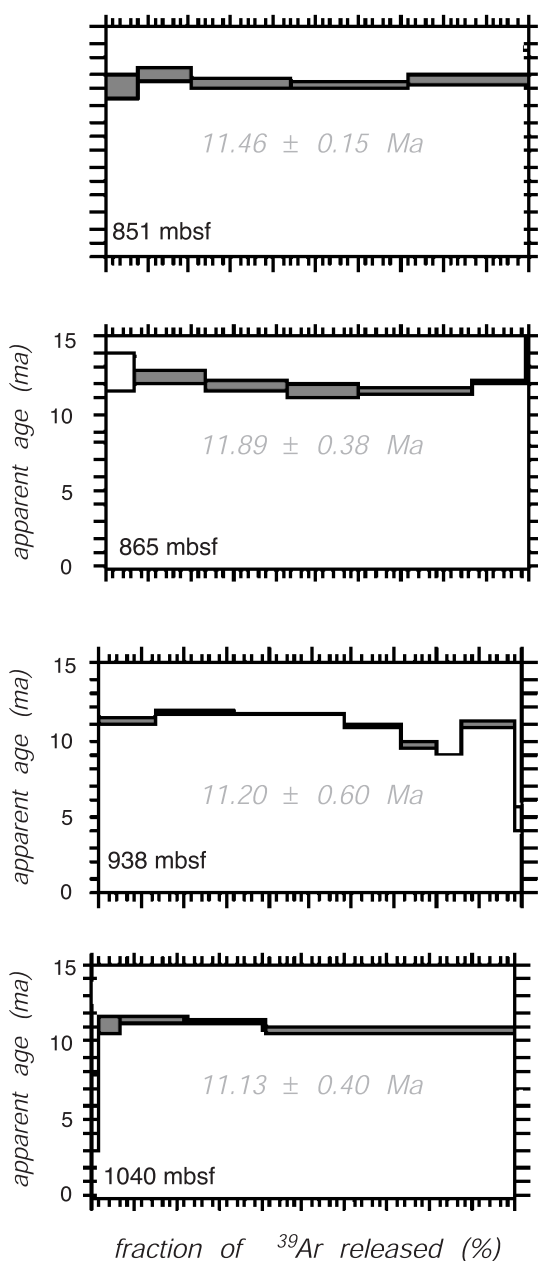 11.46 ± 0.15 Ma
851 mbsf
apparent age (ma)
15
10
5
0
11.89 ± 0.38 Ma
865 mbsf
apparent age (ma)
15
10
5
0
11.20 ± 0.60 Ma
938 mbsf
apparent age (ma)
15
10
5
0
11.13 ± 0.40 Ma
1040 mbsf
fraction of ³⁹Ar released (%)